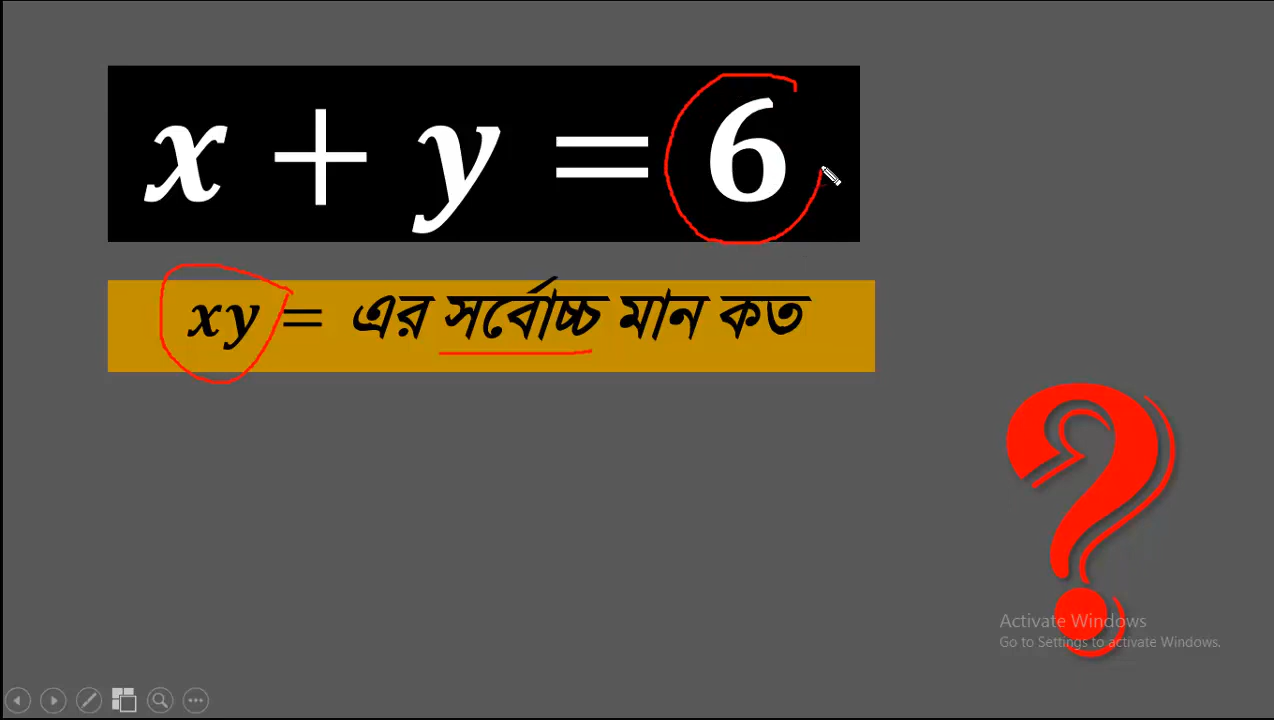 x + y = 6
xy = এর সর্বোচ্চ মান কত
?
Activate Windows
Go to Settings to activate Windows.